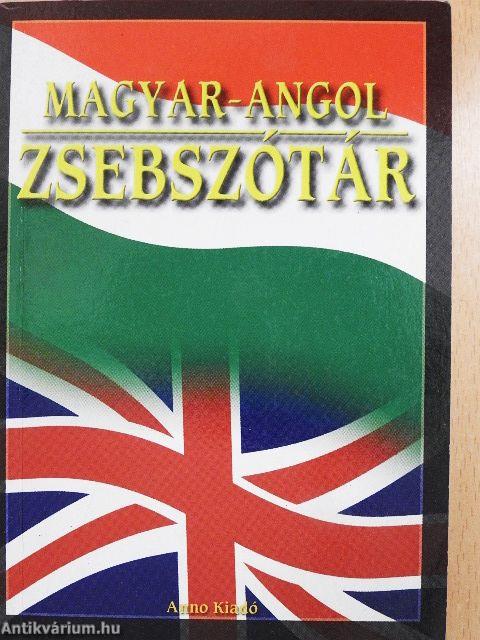 MAGYAR-ANGOL
ZSEBSZÓTÁR
Anno Kiadó
Antikvárium.hu